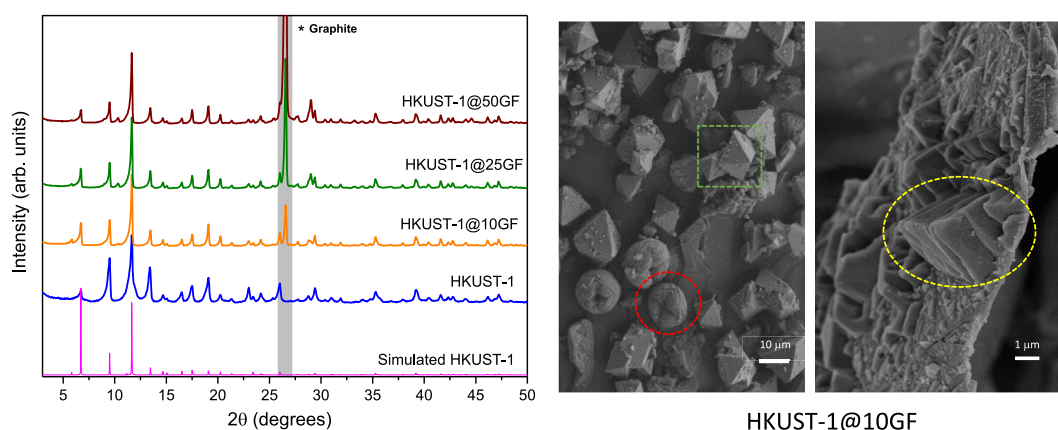 * Graphite
HKUST-1@50GF
HKUST-1@25GF
HKUST-1@10GF
HKUST-1
Simulated HKUST-1
Intensity (arb. units)
5 10 15 20 25 30 35 40 45 50
2θ (degrees)
10 μm
1 μm
HKUST-1@10GF